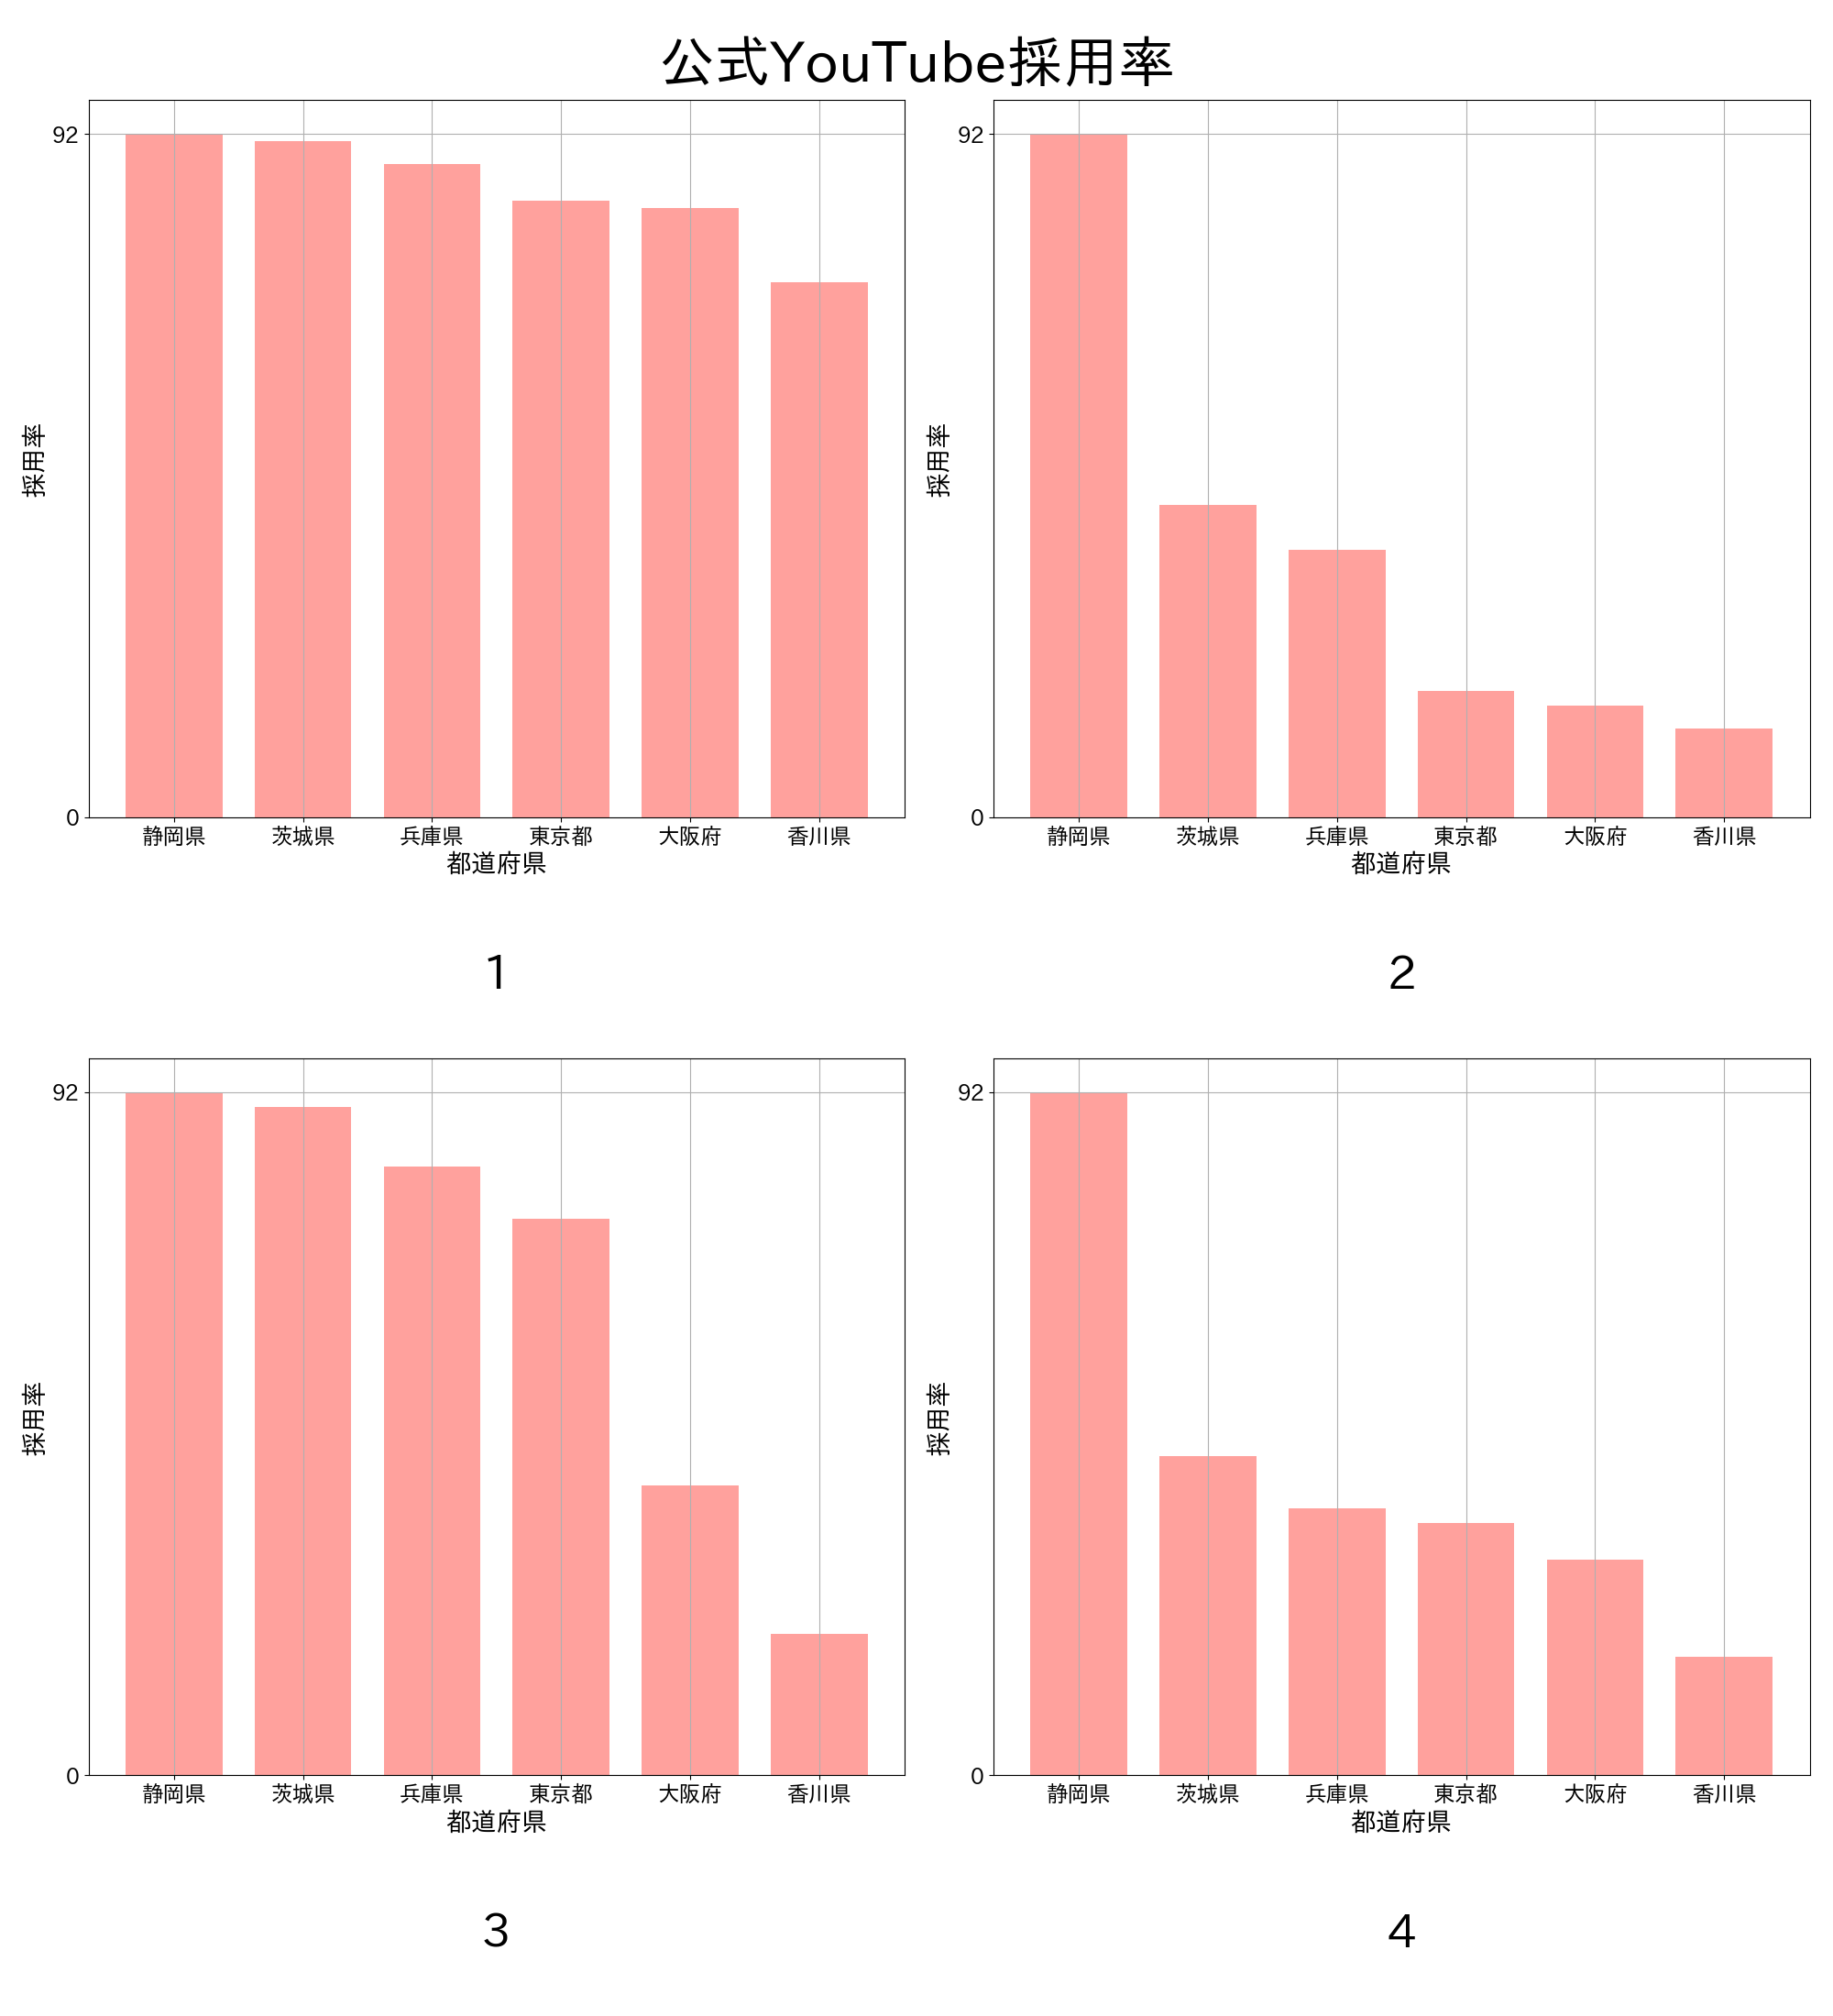 公式YouTube採用率
92
採用率
0
静岡県 茨城県 兵庫県 東京都 大阪府 香川県
都道府県
1
92
採用率
0
静岡県 茨城県 兵庫県 東京都 大阪府 香川県
都道府県
2
92
採用率
0
静岡県 茨城県 兵庫県 東京都 大阪府 香川県
都道府県
3
92
採用率
0
静岡県 茨城県 兵庫県 東京都 大阪府 香川県
都道府県
4